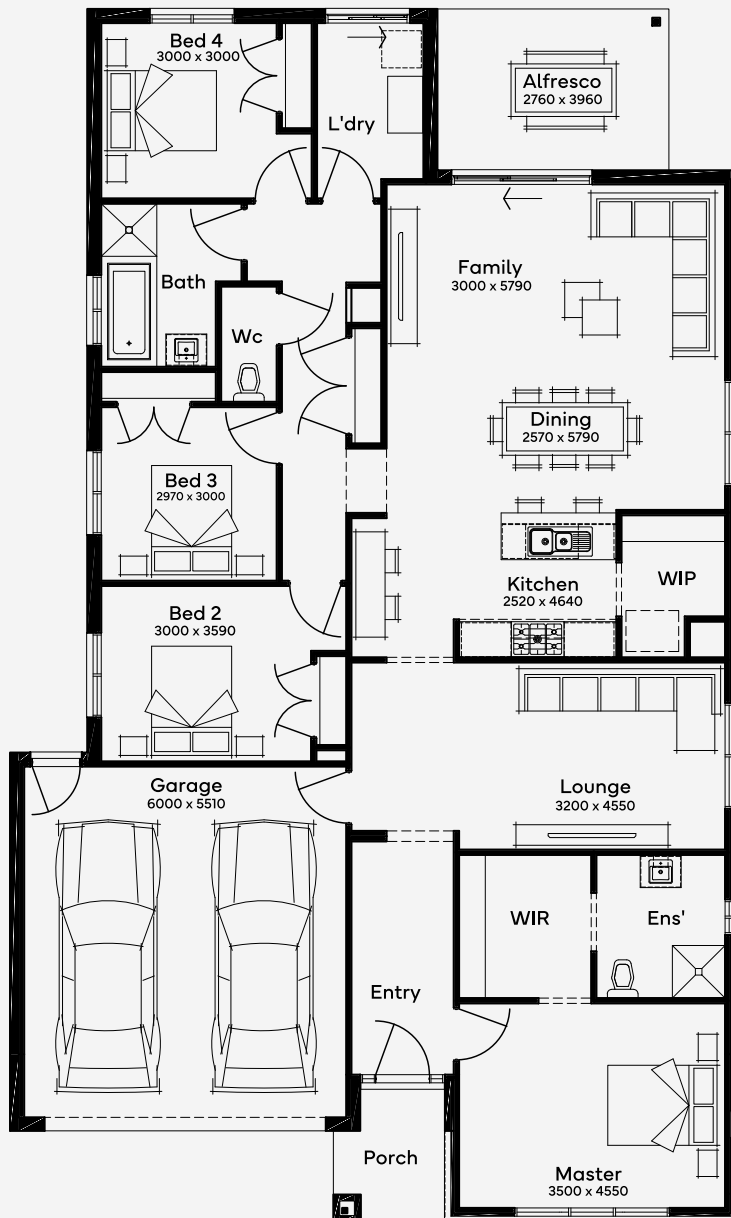 Bed 4
3000 x 3000
L'dry
Alfresco
2760 x 3960
Bath
Family
3000 x 5790
Wc
Dining
2570 x 5790
Bed 3
2970 x 3000
Kitchen
2520 x 4640
WIP
Bed 2
3000 x 3590
Garage
6000 x 5510
Lounge
3200 x 4550
WIR
Ens'
Entry
Porch
Master
3500 x 4550